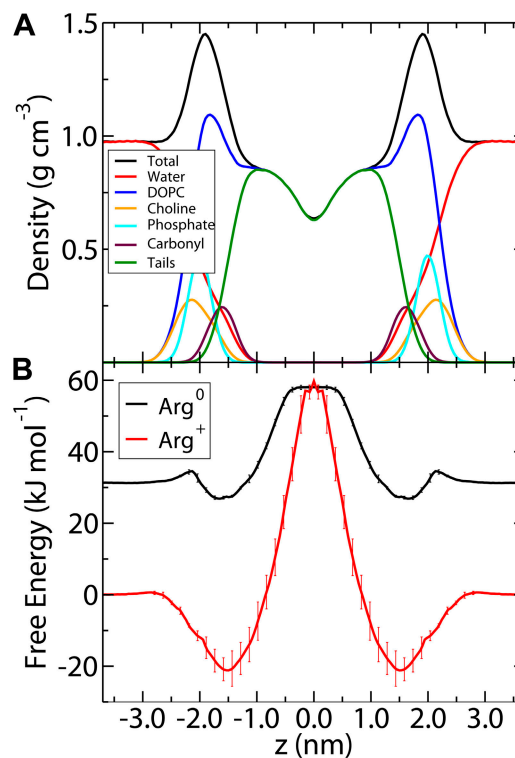 A
1.5
1.0
0.5
Density (g cm⁻³)
Total
Water
DOPC
Choline
Phosphate
Carbonyl
Tails
B
60
40
20
0
-20
Free Energy (kJ mol⁻¹)
Arg⁰
Arg⁺
-3.0 -2.0 -1.0 0.0 1.0 2.0 3.0
z (nm)